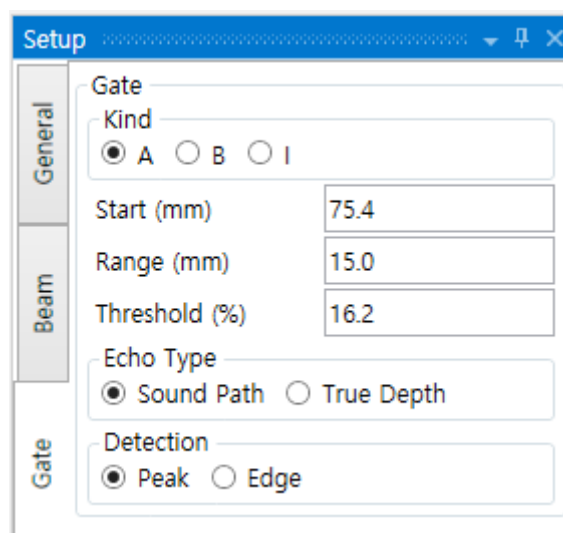 Setup
General
Beam
Gate
Gate
Kind
A B I
Start (mm) 75.4
Range (mm) 15.0
Threshold (%) 16.2
Echo Type
Sound Path True Depth
Detection
Peak Edge